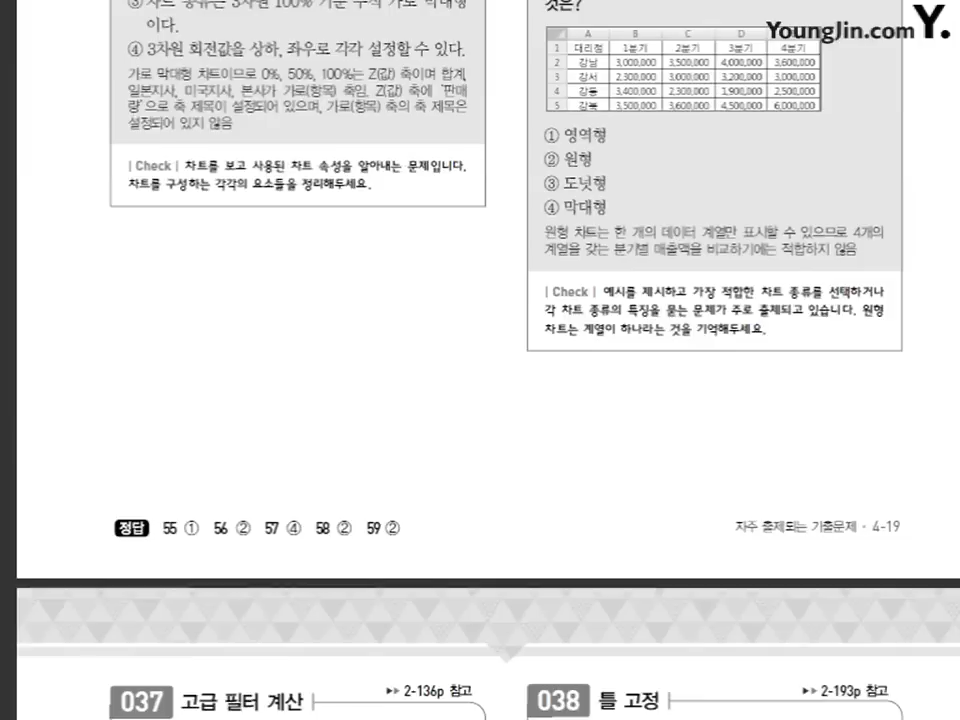 ③ 차트 종류는 3차원 100% 기준 누적 가로 막대형
이다.
④ 3차원 회전값을 상하, 좌우로 각각 설정할 수 있다.
가로 막대형 차트이므로 0%, 50%, 100%는 Z(값) 축이며 합계,
일본지사, 미국지사, 본사가 가로(항목) 축임. Z(값) 축에 '판매
량'으로 축 제목이 설정되어 있으며, 가로(항목) 축의 축 제목은
설정되어 있지 않음
| Check | 차트를 보고 사용된 차트 속성을 알아내는 문제입니다.
차트를 구성하는 각각의 요소들을 정리해두세요.
것은?
Younglin.com Y.
A B C D
1 대리점 1분기 2분기 3분기 4분기
2 강남 3,000,000 3,500,000 4,000,000 3,600,000
3 강서 2,300,000 3,000,000 3,200,000 3,000,000
4 강동 3,400,000 2,300,000 1,900,000 2,500,000
5 강북 3,500,000 3,600,000 4,500,000 6,000,000
① 영역형
② 원형
③ 도넛형
④ 막대형
원형 차트는 한 개의 데이터 계열만 표시할 수 있으므로 4개의
계열을 갖는 분기별 매출액을 비교하기에는 적합하지 않음
| Check | 예시를 제시하고 가장 적합한 차트 종류를 선택하거나
각 차트 종류의 특징을 묻는 문제가 주로 출제되고 있습니다. 원형
차트는 계열이 하나라는 것을 기억해두세요.
정답 55 ① 56 ② 57 ④ 58 ② 59 ②
자주 출제되는 기출문제 · 4-19
037 고급 필터 계산 ▶▶ 2-136p 참고
038 틀 고정 ▶▶ 2-193p 참고